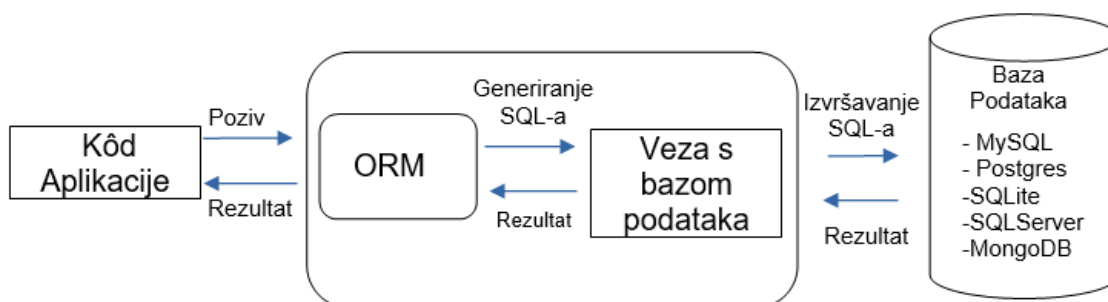 Kôd
Aplikacije
Poziv
Rezultat
ORM
Generiranje
SQL-a
Rezultat
Veza s
bazom
podataka
Izvršavanje
SQL-a
Rezultat
Baza
Podataka
- MySQL
- Postgres
-SQLite
-SQLServer
-MongoDB